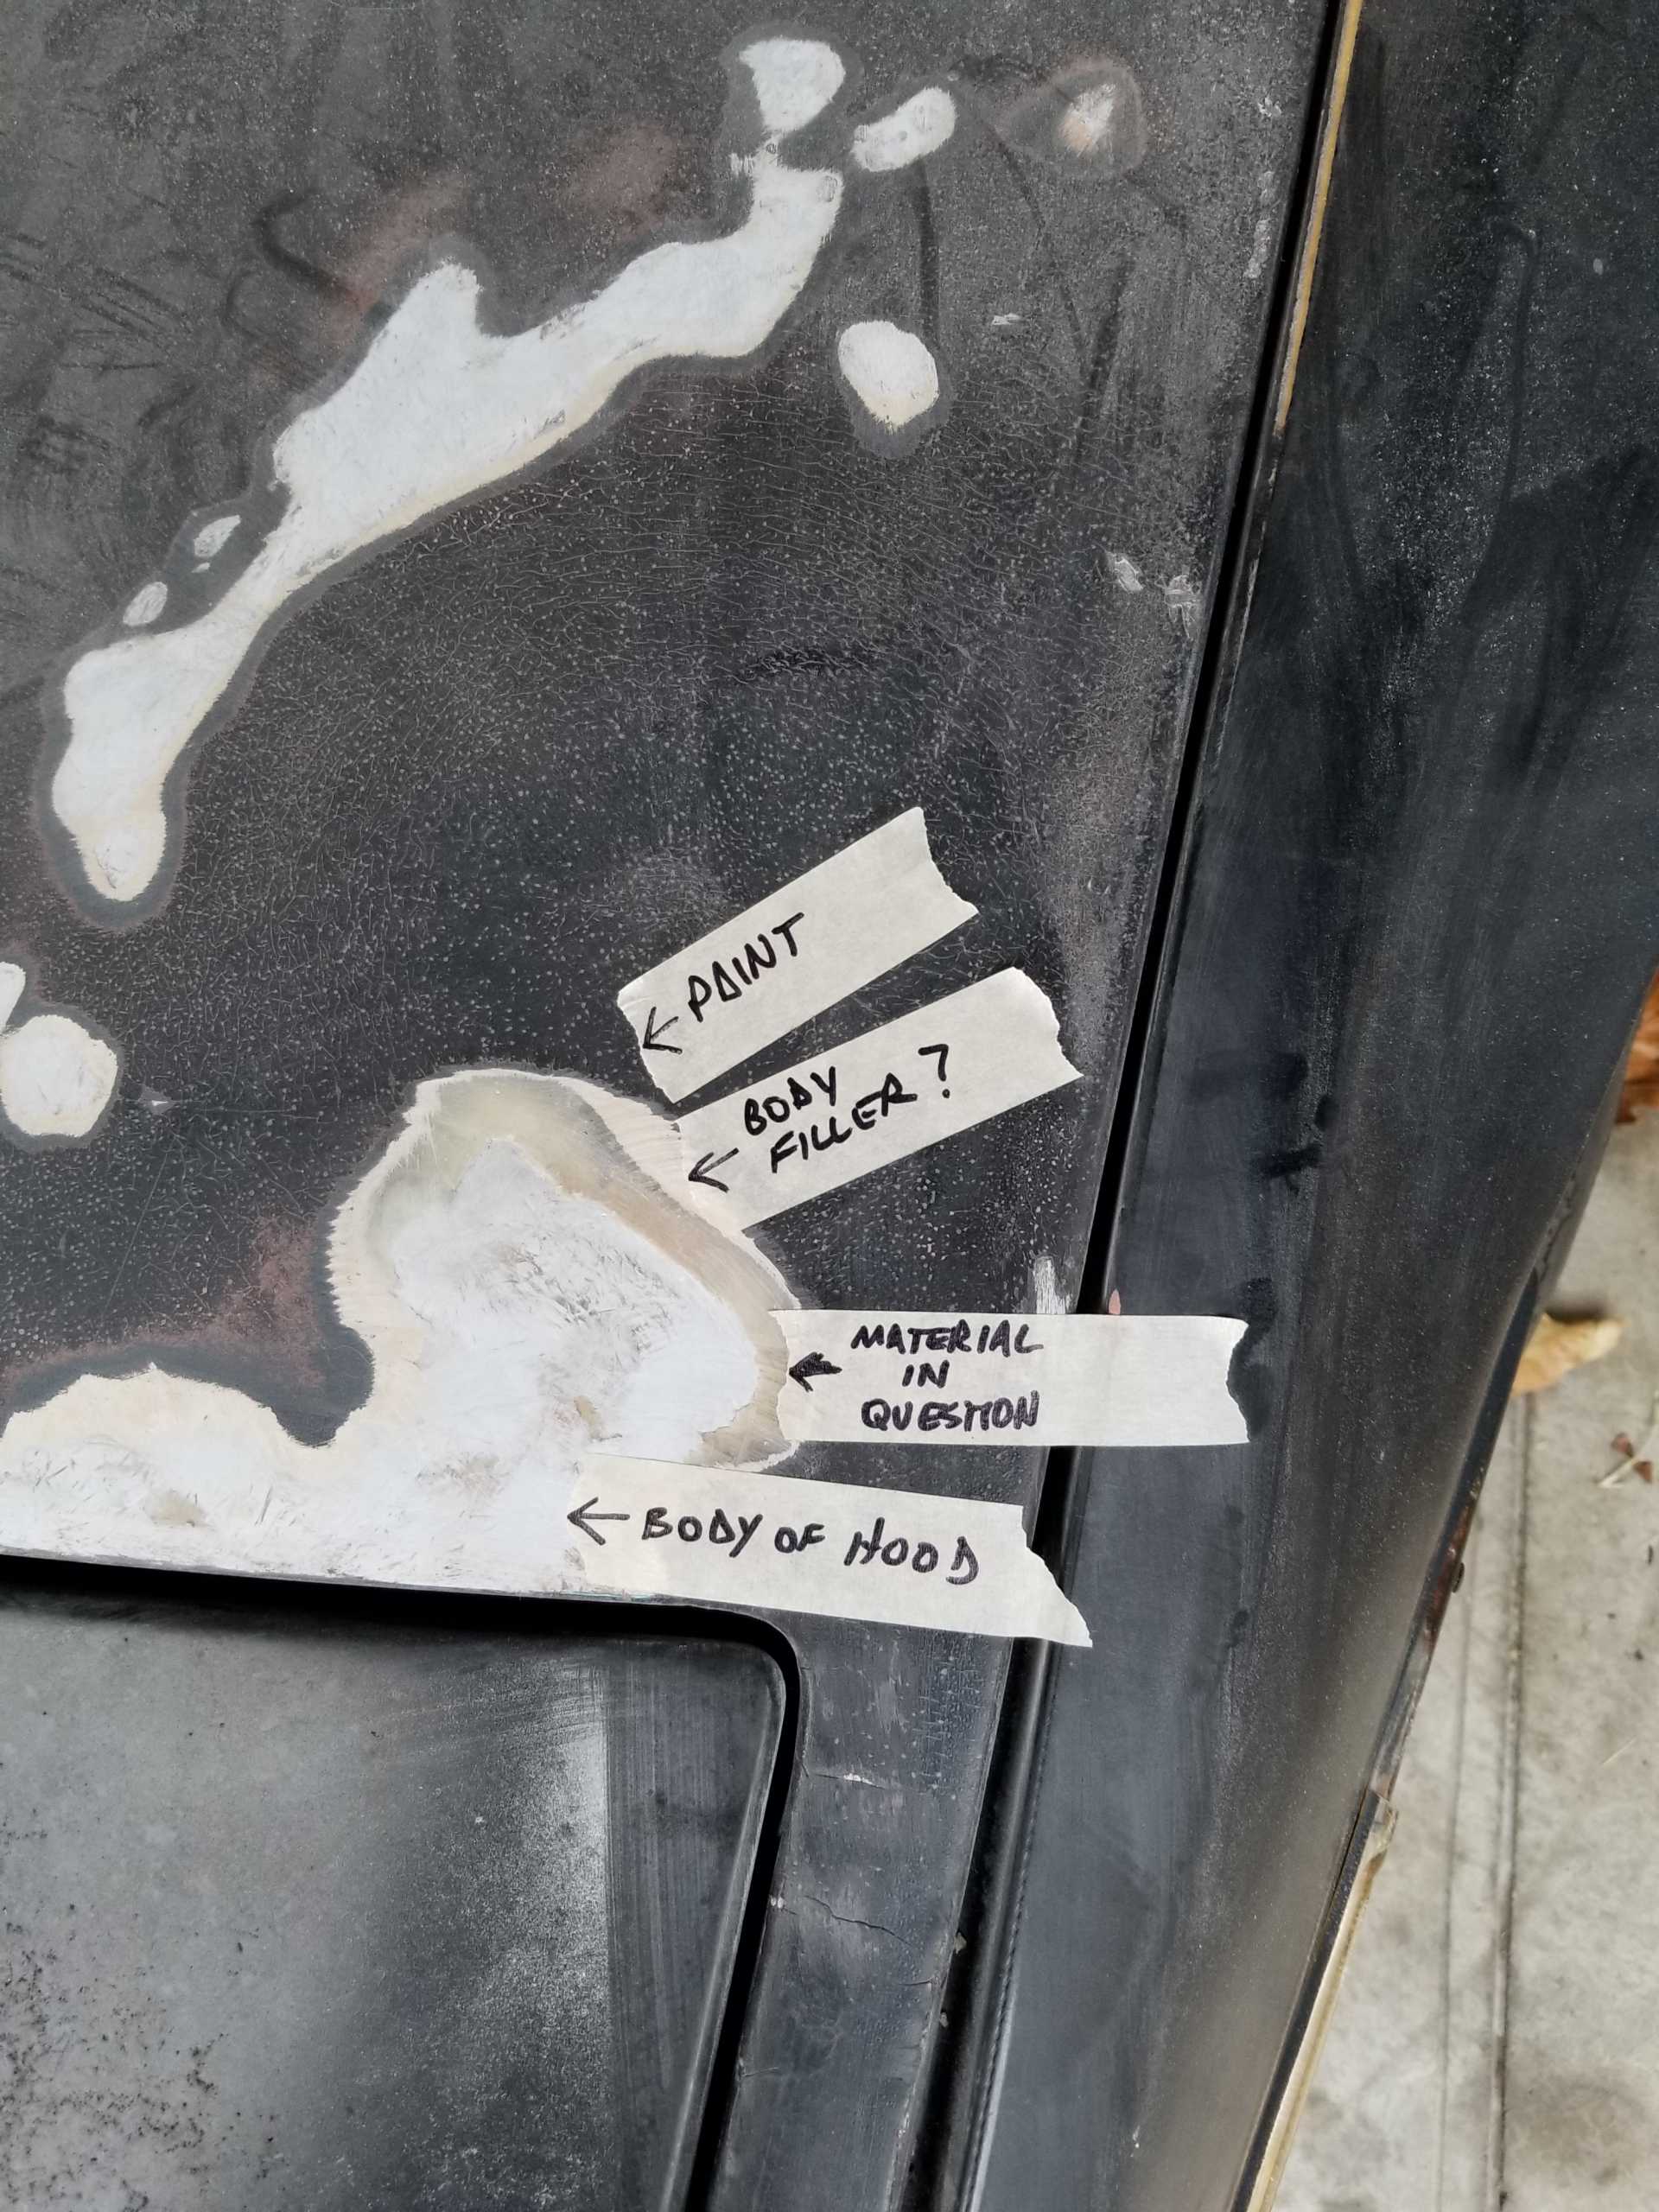 ← PAINT
← BODY
FILLER?
← MATERIAL
IN
QUESTION
← BODY OF HOOD